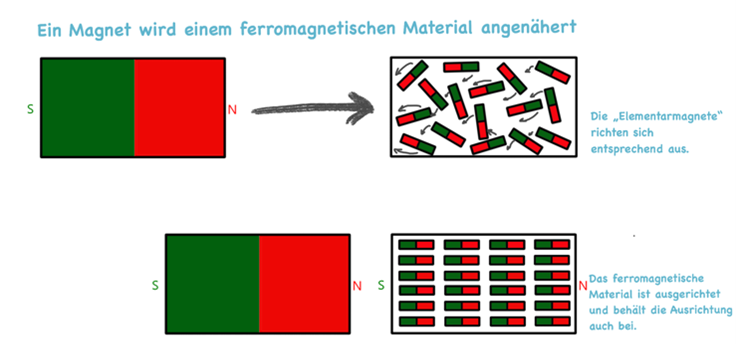 Ein Magnet wird einem ferromagnetischen Material angenähert
S
N
Die „Elementarmagnete“
richten sich
entsprechend aus.
S
N
S
N
Das ferromagnetische
Material ist ausgerichtet
und behält die Ausrichtung
auch bei.